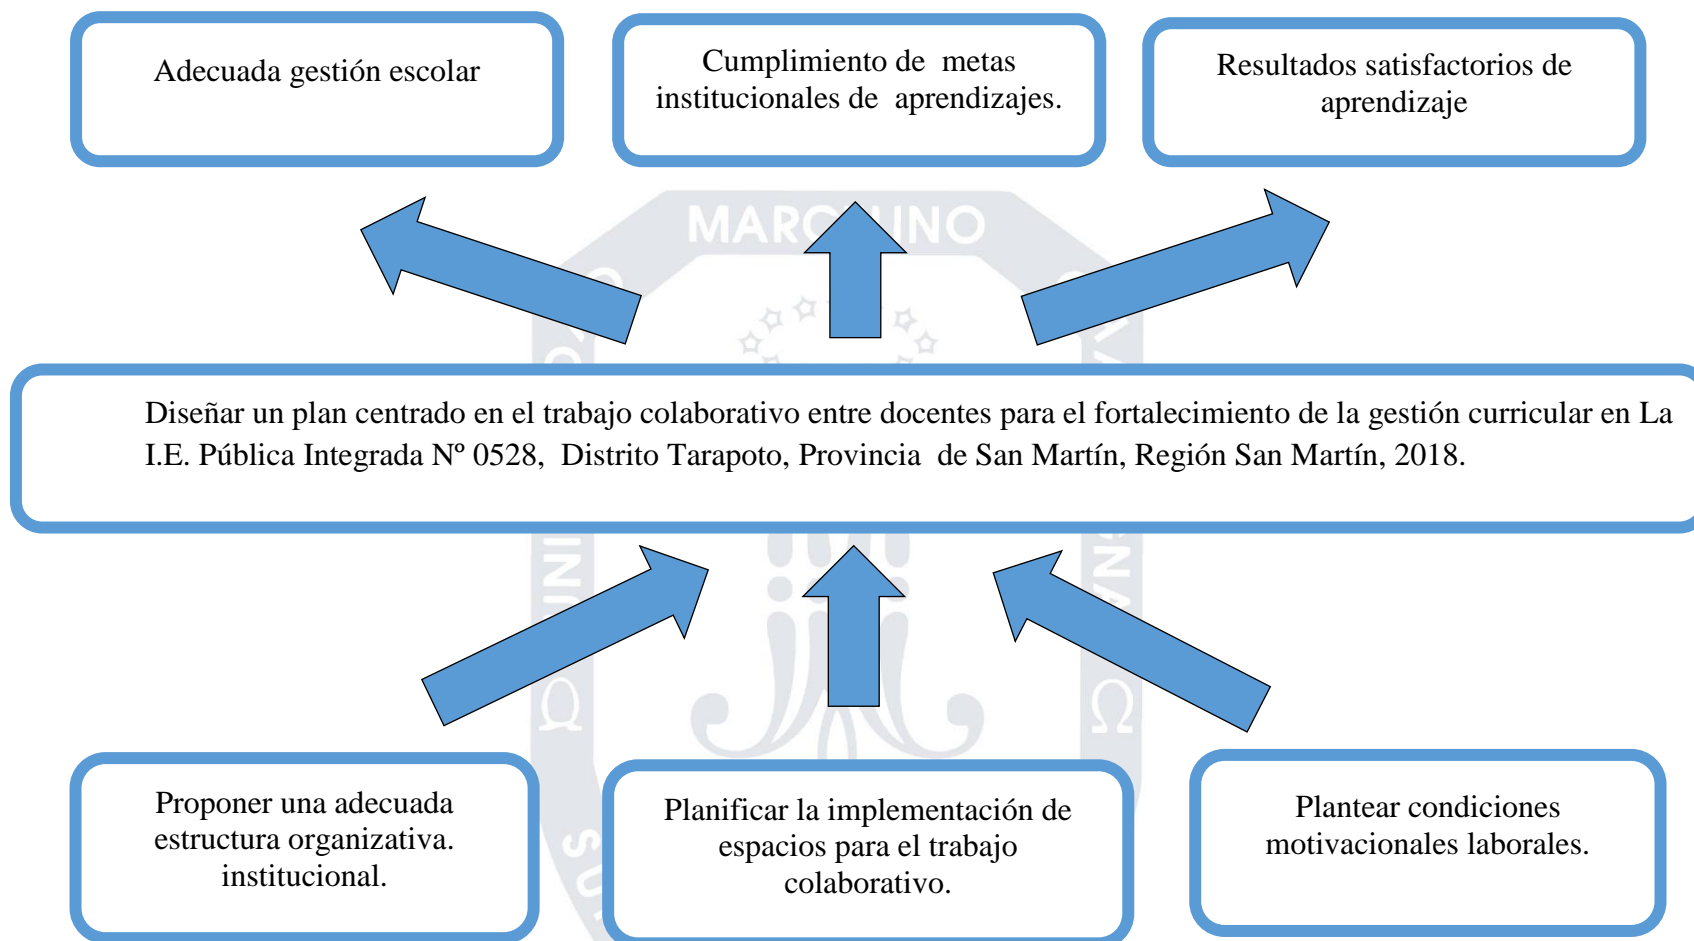 Adecuada gestión escolar
Cumplimiento de metas
institucionales de aprendizajes.
Resultados satisfactorios de
aprendizaje
Diseñar un plan centrado en el trabajo colaborativo entre docentes para el fortalecimiento de la gestión curricular en La
I.E. Pública Integrada Nº 0528, Distrito Tarapoto, Provincia de San Martín, Región San Martín, 2018.
Proponer una adecuada
estructura organizativa.
institucional.
Planificar la implementación de
espacios para el trabajo
colaborativo.
Plantear condiciones
motivacionales laborales.